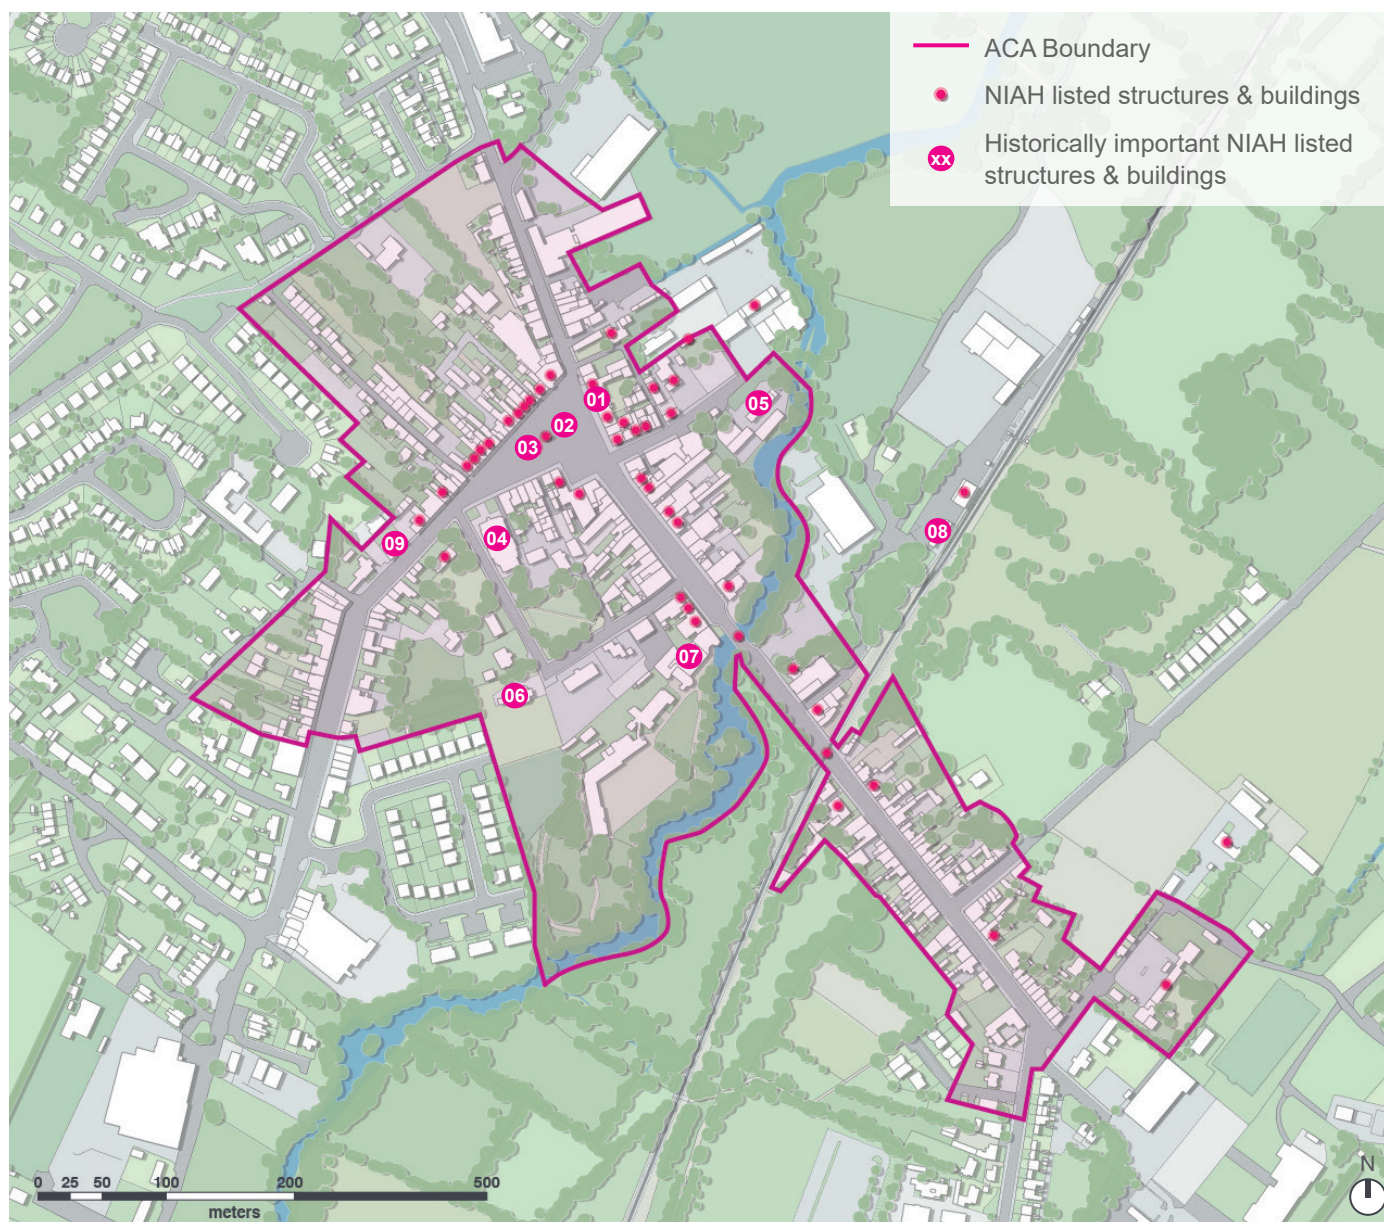 ACA Boundary
NIAH listed structures & buildings
xx
Historically important NIAH listed
structures & buildings
01
02
03
04
05
06
07
08
09
0 25 50 100 200 500
meters
N